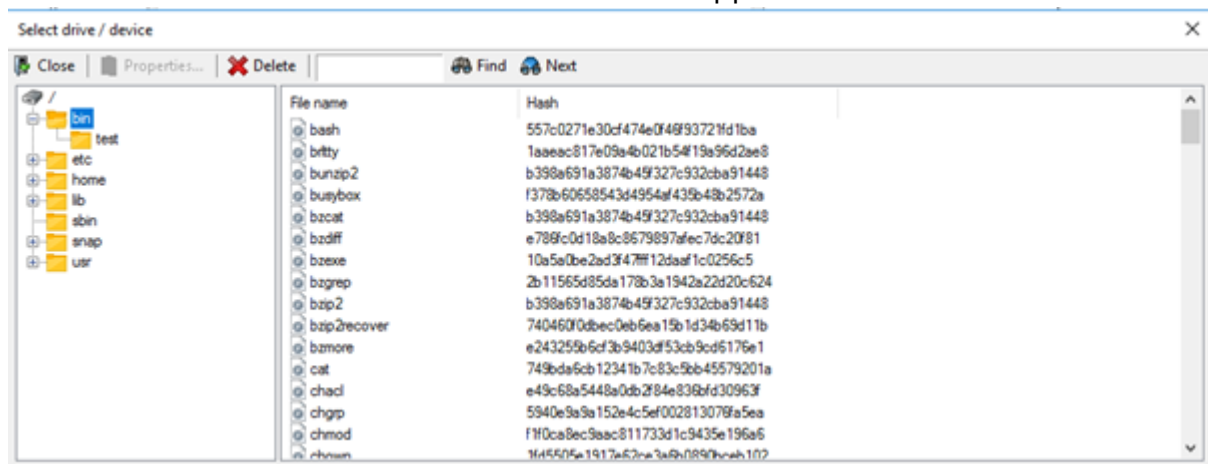 Select drive / device
Close Properties... Delete Find Next
/
bin
test
etc
home
lib
sbin
snap
usr
File name Hash
bash 557c0271e30cf474e0f46f93721fd1ba
brltty 1aaeac817e09a4b021b54f19a96d2ae8
bunzip2 b398a691a3874b45f327c932cba91448
busybox f378b60658543d4954af435b48b2572a
bzcat b398a691a3874b45f327c932cba91448
bzdiff e786fc0d18a8c8679897afec7dc20f81
bzexe 10a5a0be2ad3f47fff12daaf1c0256c5
bzgrep 2b11565d85da178b3a1942a22d20c624
bzip2 b398a691a3874b45f327c932cba91448
bzip2recover 740460f0dbec0eb6ea15b1d34b69d11b
bzmore e243255b6cf3b9403df53cb9cd6176e1
cat 749bda6cb12341b7c83c5bb45579201a
chacl e49c68a5448a0db2f84e836bfd30963f
chgrp 5940e9a9a152e4c5ef002813076fa5ea
chmod f1f0ca8ec9aac811733d1c9435e196a6
chown 1fd5505e1917e62ce3a6b0890bceb102